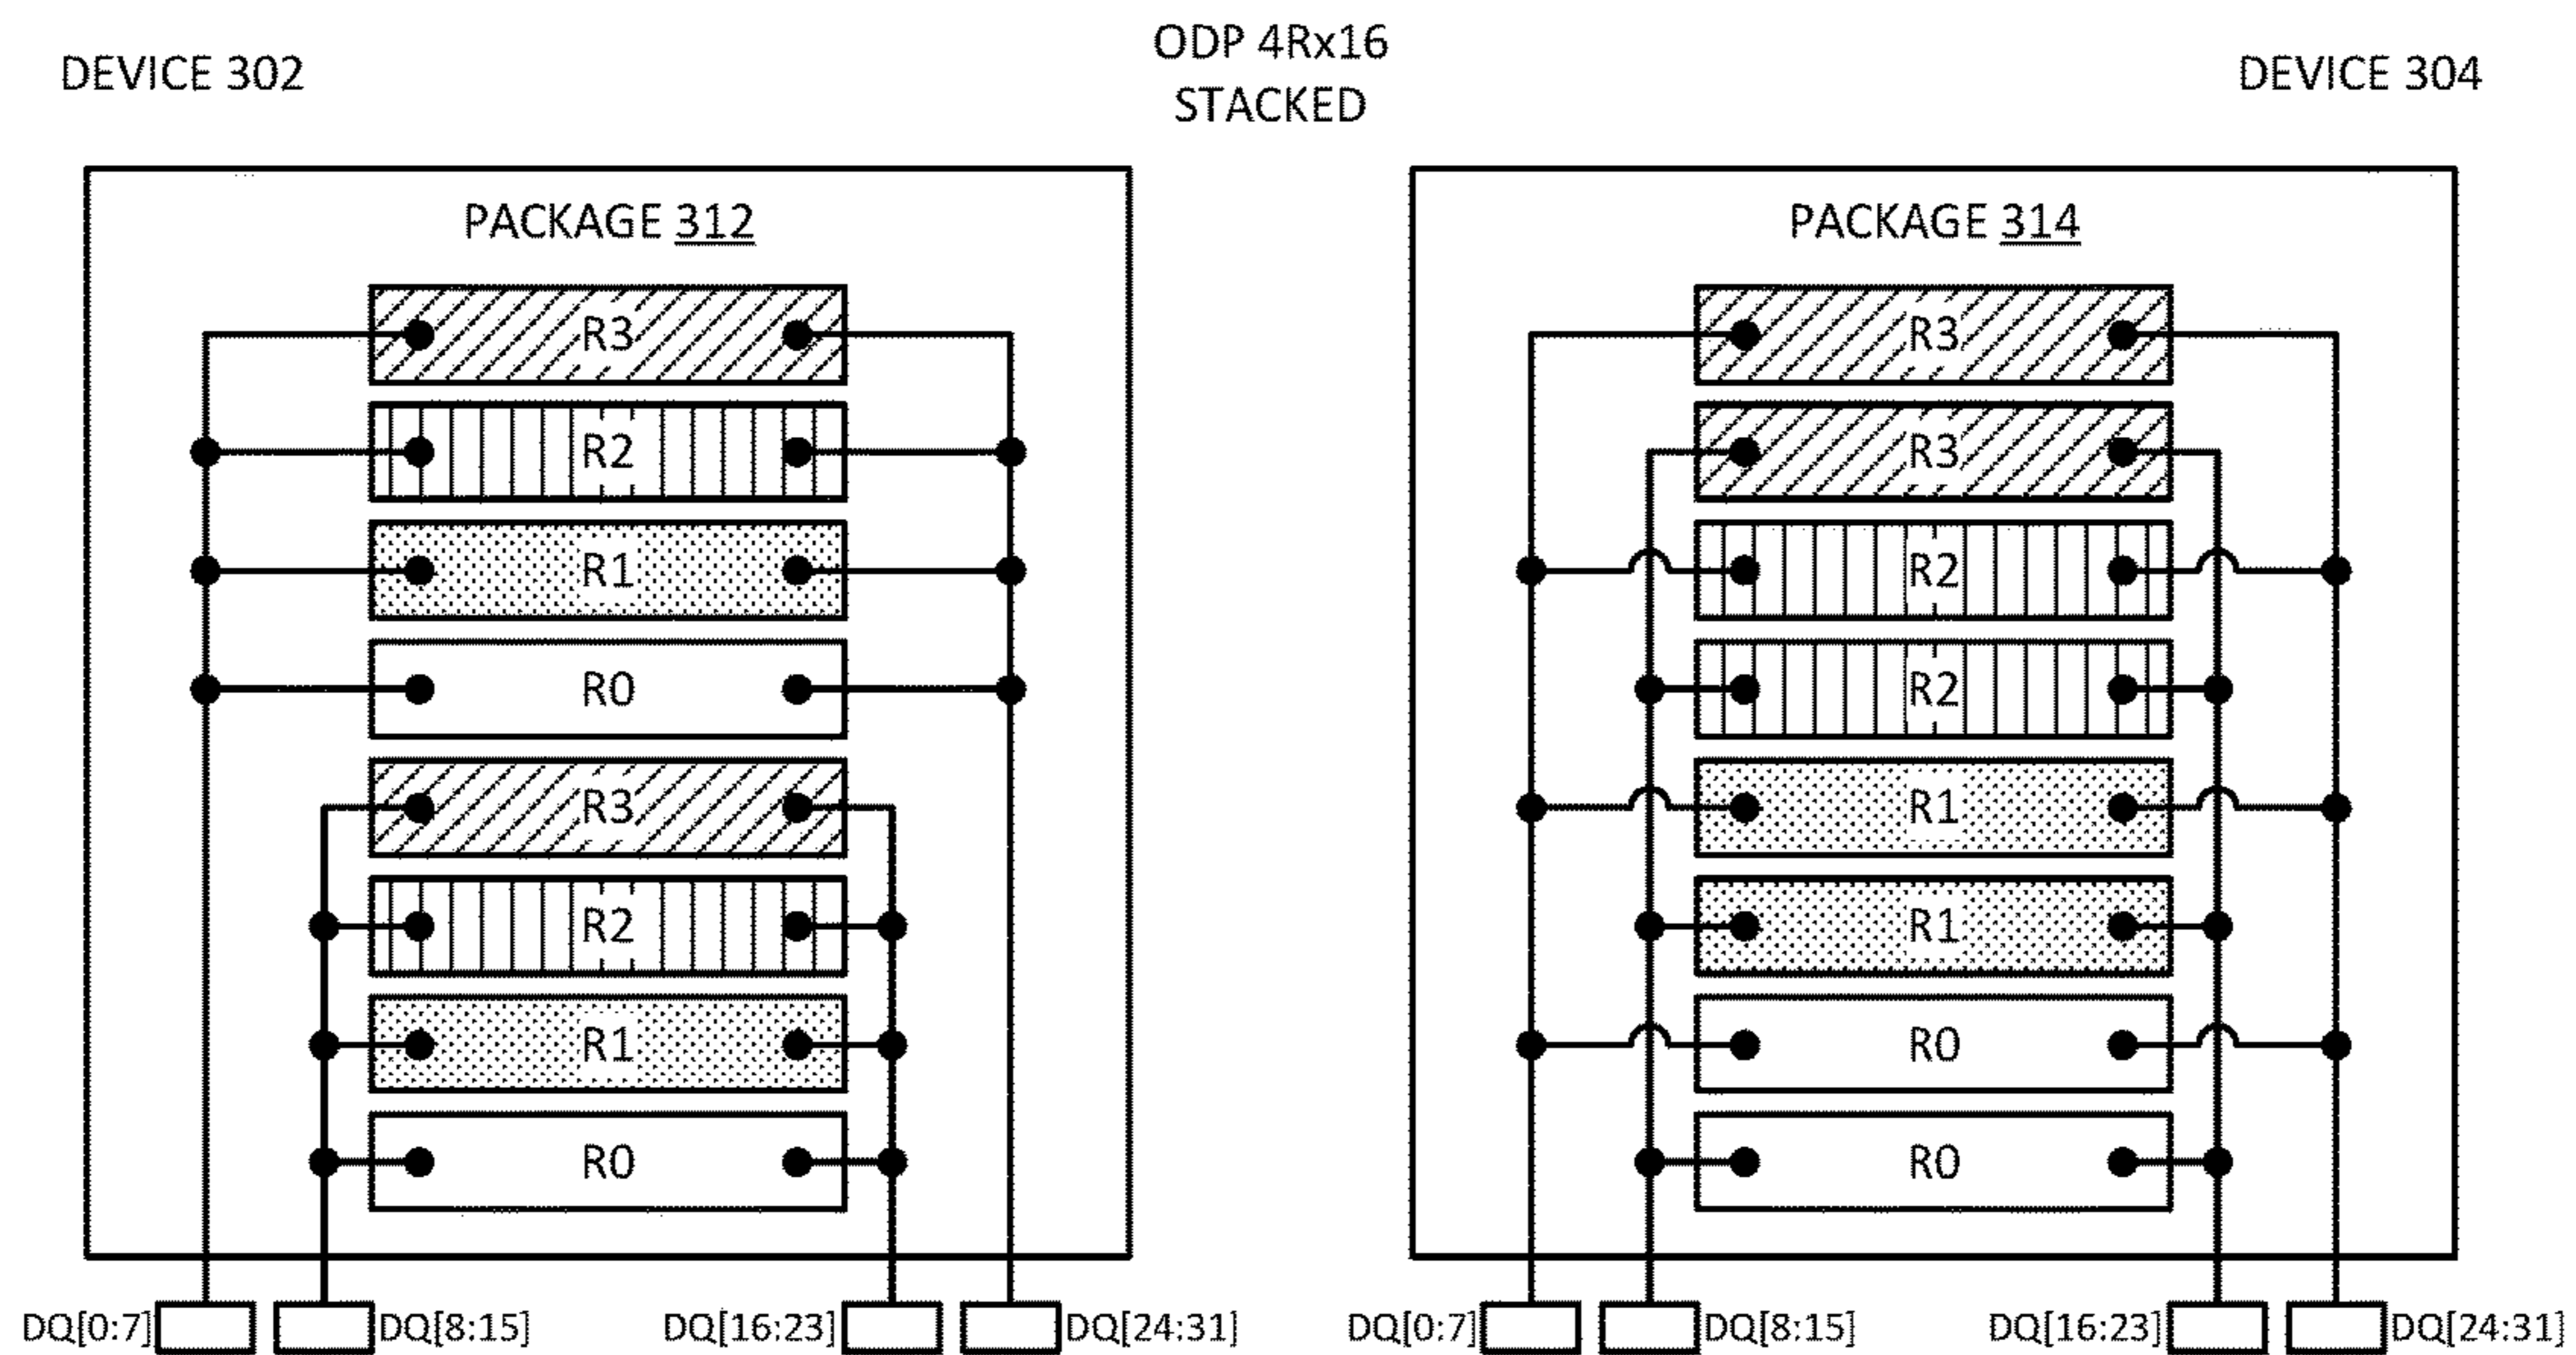 DEVICE 302
ODP 4Rx16
STACKED
DEVICE 304
PACKAGE 312
R3
R2
R1
R0
R3
R2
R1
R0
DQ[0:7]
DQ[8:15]
DQ[16:23]
DQ[24:31]
PACKAGE 314
R3
R3
R2
R2
R1
R1
R0
R0
DQ[0:7]
DQ[8:15]
DQ[16:23]
DQ[24:31]